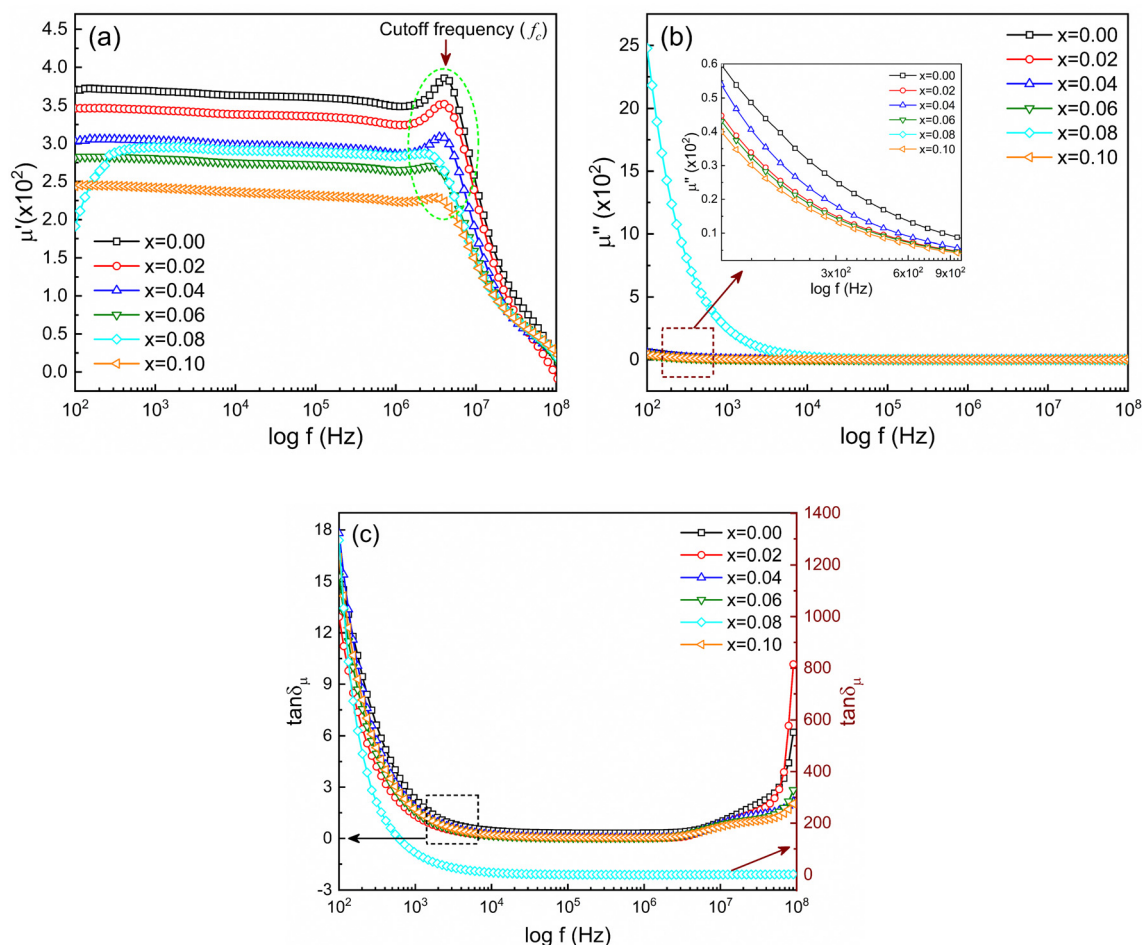 (a)
Cutoff frequency (f_c)
4.5
4.0
3.5
3.0
2.5
2.0
1.5
1.0
0.5
0.0
μ'(x10²)
x=0.00
x=0.02
x=0.04
x=0.06
x=0.08
x=0.10
10² 10³ 10⁴ 10⁵ 10⁶ 10⁷ 10⁸
log f (Hz)
(b)
25
20
15
10
5
0
μ'' (x10²)
x=0.00
x=0.02
x=0.04
x=0.06
x=0.08
x=0.10
0.6
0.5
0.4
0.3
0.2
0.1
μ'' (x10²)
x=0.00
x=0.02
x=0.04
x=0.06
x=0.08
x=0.10
3x10² 6x10² 9x10²
log f (Hz)
10² 10³ 10⁴ 10⁵ 10⁶ 10⁷ 10⁸
log f (Hz)
(c)
18
15
12
9
6
3
0
-3
tanδ_μ
x=0.00
x=0.02
x=0.04
x=0.06
x=0.08
x=0.10
1400
1200
1000
800
600
400
200
0
tanδ_μ
10² 10³ 10⁴ 10⁵ 10⁶ 10⁷ 10⁸
log f (Hz)